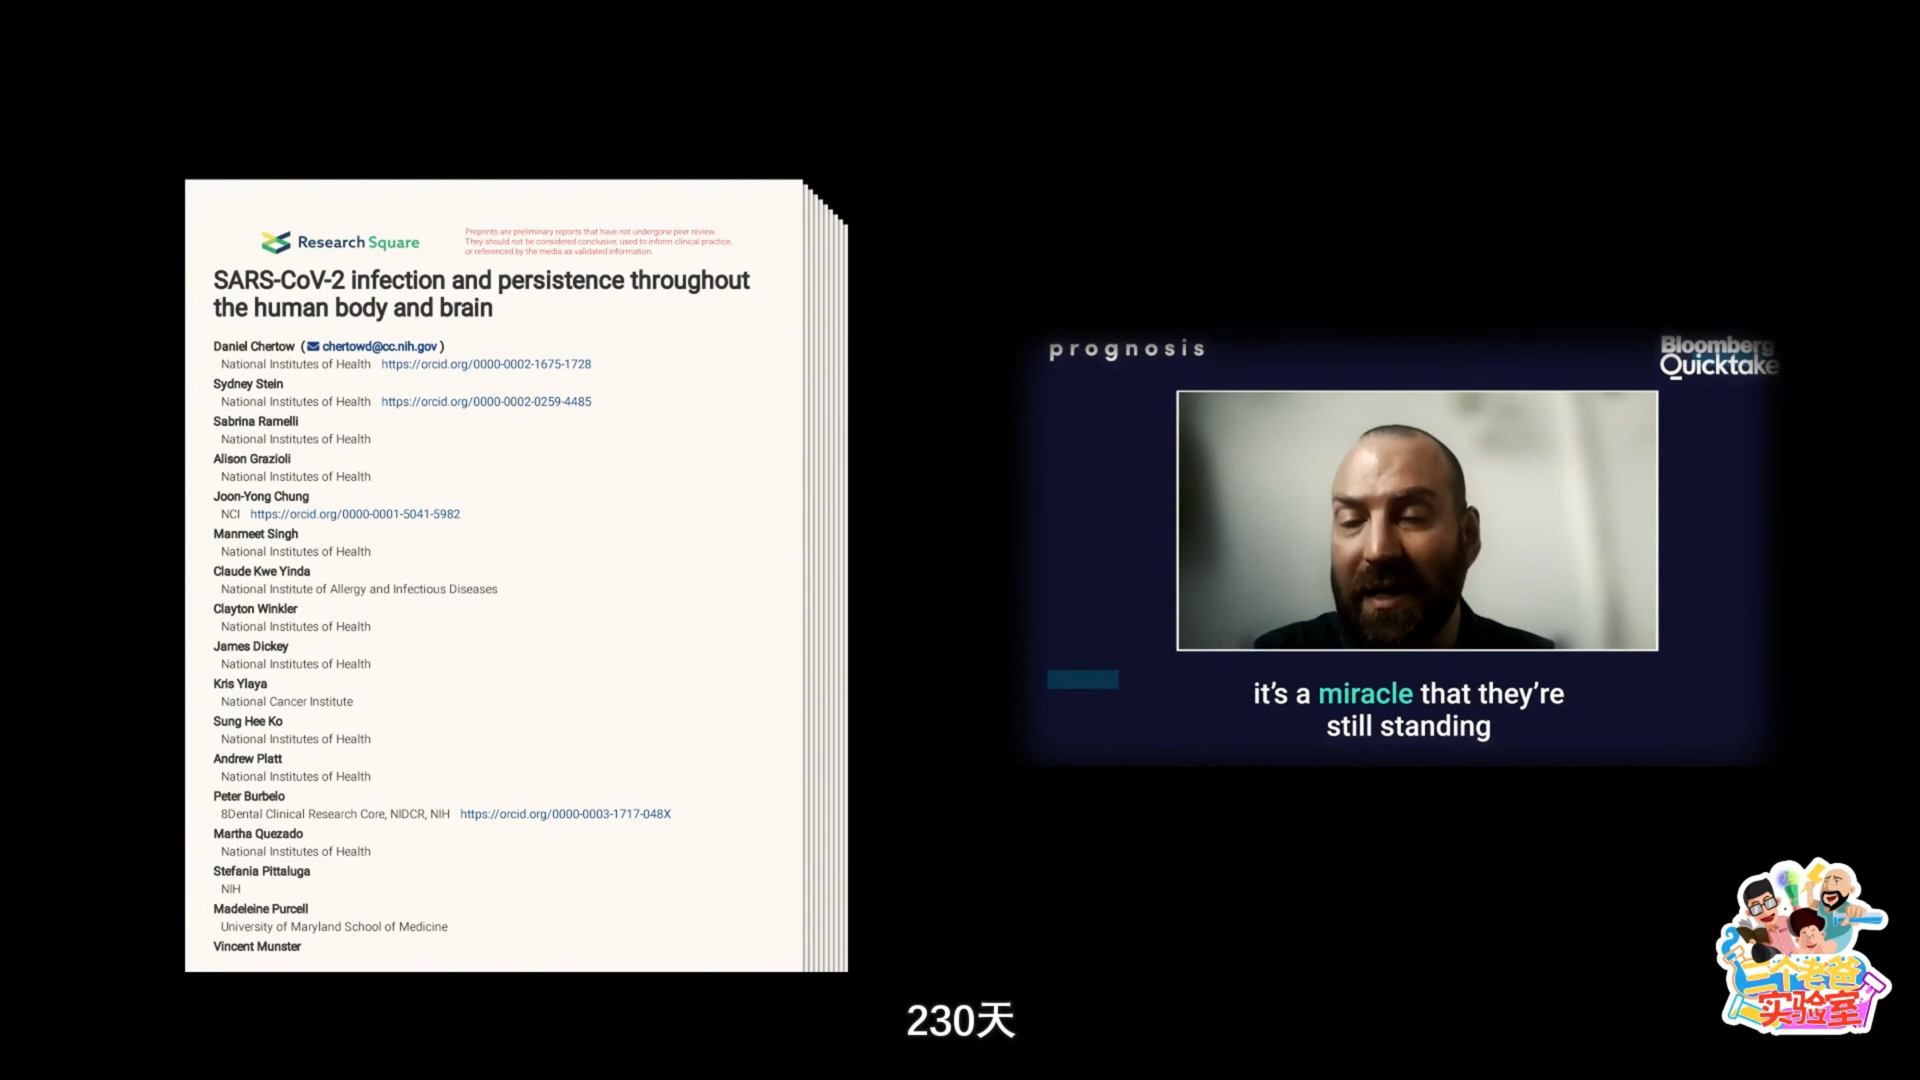 Research Square
Preprints are preliminary reports that have not undergone peer review.
They should not be considered conclusive, used to inform clinical practice,
or referenced by the media as validated information.
SARS-CoV-2 infection and persistence throughout
the human body and brain
Daniel Chertow ( chertowd@cc.nih.gov )
National Institutes of Health https://orcid.org/0000-0002-1675-1728
Sydney Stein
National Institutes of Health https://orcid.org/0000-0002-0259-4485
Sabrina Ramelli
National Institutes of Health
Alison Grazioli
National Institutes of Health
Joon-Yong Chung
NCI https://orcid.org/0000-0001-5041-5982
Manmeet Singh
National Institutes of Health
Claude Kwe Yinda
National Institute of Allergy and Infectious Diseases
Clayton Winkler
National Institutes of Health
James Dickey
National Institutes of Health
Kris Ylaya
National Cancer Institute
Sung Hee Ko
National Institutes of Health
Andrew Platt
National Institutes of Health
Peter Burbelo
8Dental Clinical Research Core, NIDCR, NIH https://orcid.org/0000-0003-1717-048X
Martha Quezado
National Institutes of Health
Stefania Pittaluga
NIH
Madeleine Purcell
University of Maryland School of Medicine
Vincent Munster
prognosis
Bloomberg
Quicktake
it's a miracle that they're
still standing
230天
三个老爸
实验室